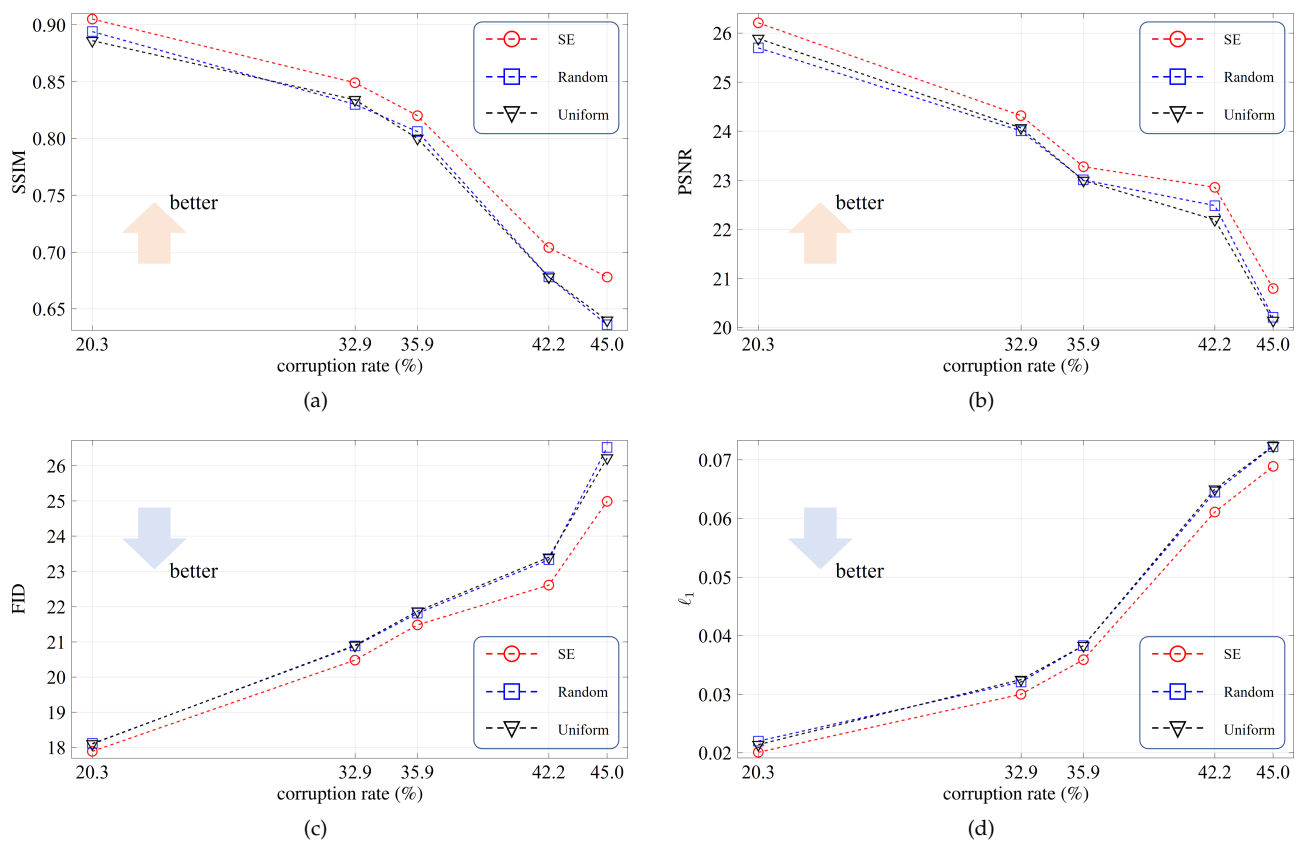 0.90
0.85
0.80
0.75
0.70
0.65
SSIM
better
SE
Random
Uniform
20.3 32.9 35.9 42.2 45.0
corruption rate (%)
(a)
26
25
24
23
22
21
20
PSNR
better
SE
Random
Uniform
20.3 32.9 35.9 42.2 45.0
corruption rate (%)
(b)
26
25
24
23
22
21
20
19
18
FID
better
SE
Random
Uniform
20.3 32.9 35.9 42.2 45.0
corruption rate (%)
(c)
0.07
0.06
0.05
0.04
0.03
0.02
ℓ₁
better
SE
Random
Uniform
20.3 32.9 35.9 42.2 45.0
corruption rate (%)
(d)